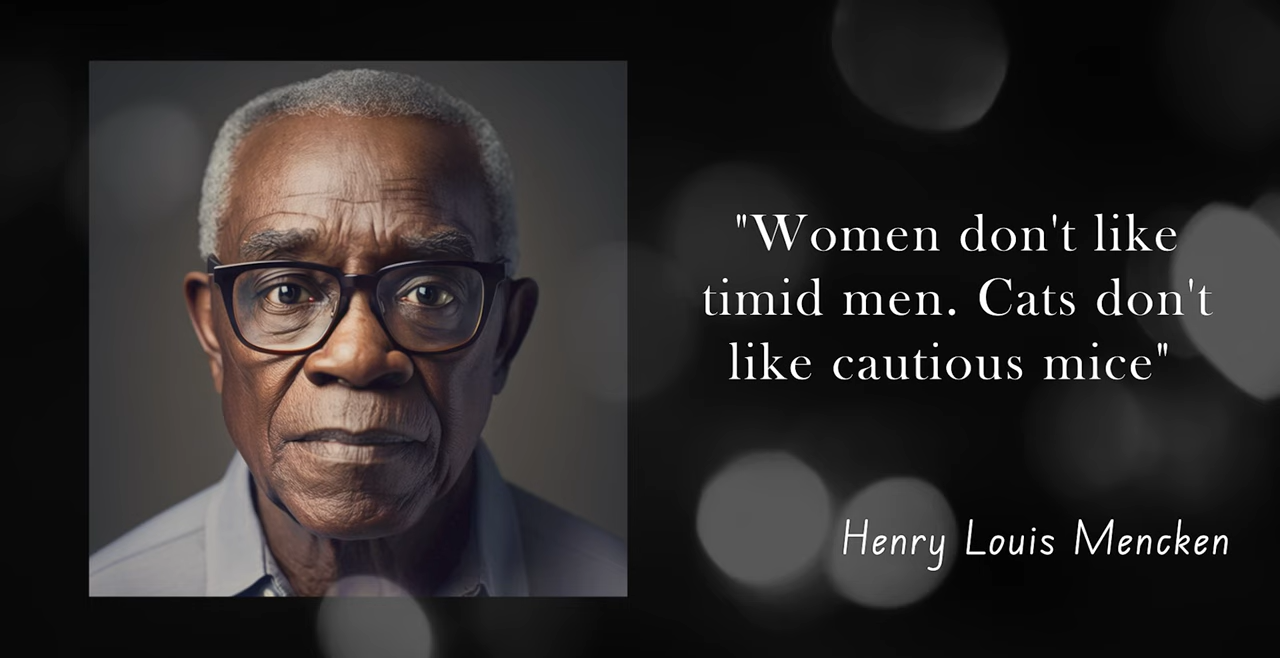 "Women don't like
timid men. Cats don't
like cautious mice"
Henry Louis Mencken